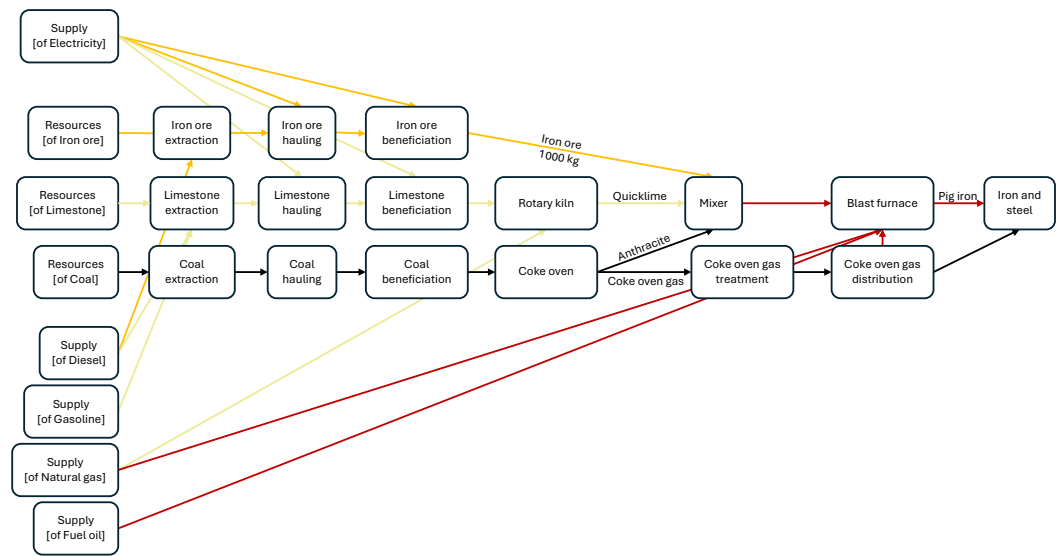 Supply
[of Electricity]
Resources
[of Iron ore]
Iron ore
extraction
Iron ore
hauling
Iron ore
beneficiation
Iron ore
1000 kg
Resources
[of Limestone]
Limestone
extraction
Limestone
hauling
Limestone
beneficiation
Rotary kiln
Quicklime
Mixer
Blast furnace
Pig iron
Iron and
steel
Resources
[of Coal]
Coal
extraction
Coal
hauling
Coal
beneficiation
Coke oven
Anthracite
Coke oven gas
Coke oven gas
treatment
Coke oven gas
distribution
Supply
[of Diesel]
Supply
[of Gasoline]
Supply
[of Natural gas]
Supply
[of Fuel oil]